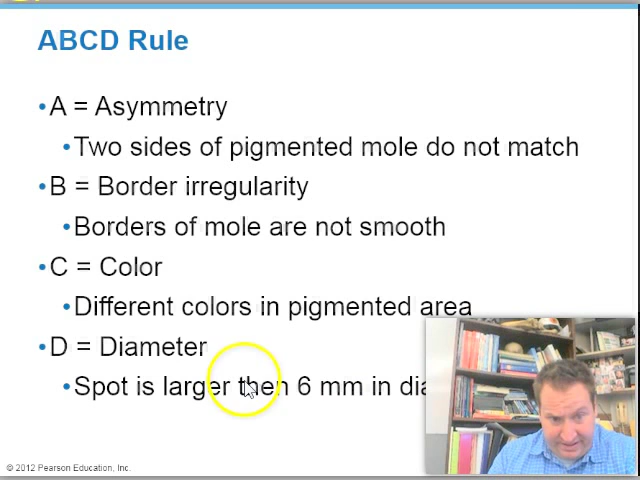 ABCD Rule
•A = Asymmetry
•Two sides of pigmented mole do not match
•B = Border irregularity
•Borders of mole are not smooth
•C = Color
•Different colors in pigmented area
•D = Diameter
•Spot is larger then 6 mm in
© 2012 Pearson Education, Inc.